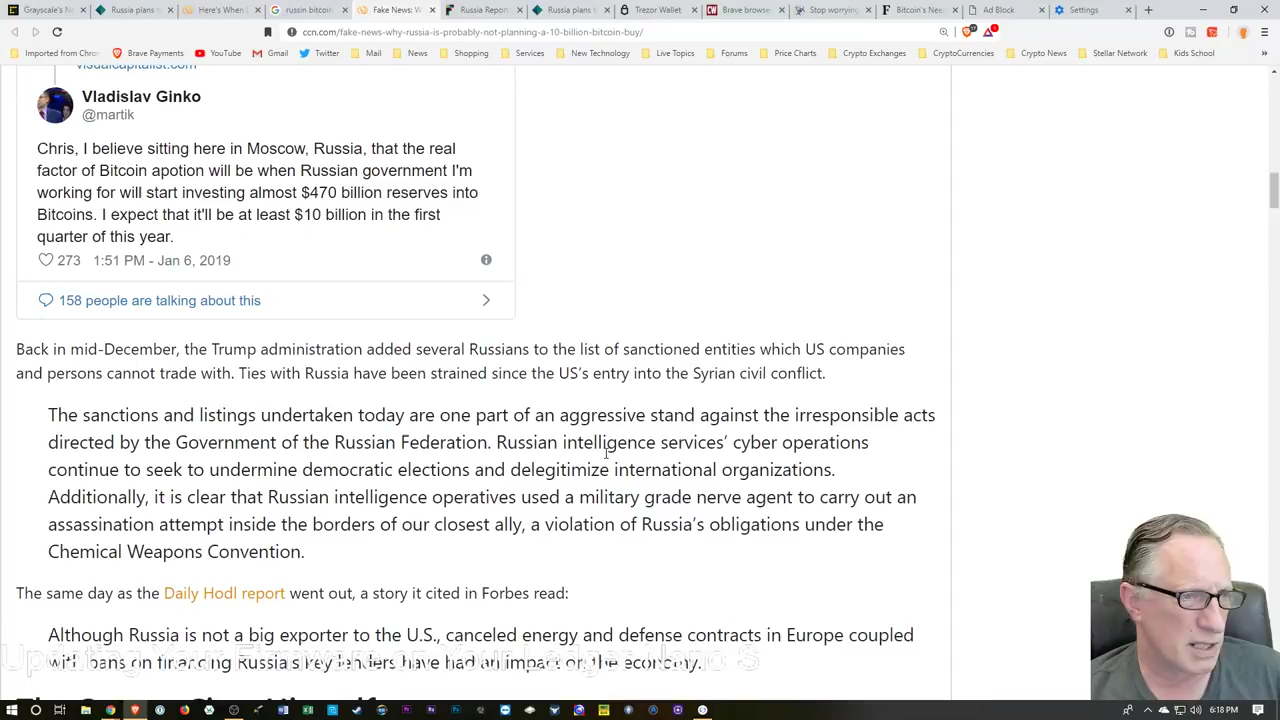 Grayscale's N
Russia plans t
Here's When I
russin bitcoin
Fake News: W
Russia Report
Russia plans t
Trezor Wallet
Brave browse
Stop worrying
Bitcoin's Nee
Ad Block
Settings
ccn.com/fake-news-why-russia-is-probably-not-planning-a-10-billion-bitcoin-buy/
Imported from Chro
Brave Payments
YouTube
Gmail
Twitter
Mail
News
Shopping
Services
New Technology
Live Topics
Forums
Price Charts
Crypto Exchanges
CryptoCurrencies
Crypto News
Stellar Network
Kids School
visualcapitalist.com
Vladislav Ginko
@martik
Chris, I believe sitting here in Moscow, Russia, that the real
factor of Bitcoin apotion will be when Russian government I'm
working for will start investing almost $470 billion reserves into
Bitcoins. I expect that it'll be at least $10 billion in the first
quarter of this year.
273 1:51 PM - Jan 6, 2019
158 people are talking about this
Back in mid-December, the Trump administration added several Russians to the list of sanctioned entities which US companies
and persons cannot trade with. Ties with Russia have been strained since the US's entry into the Syrian civil conflict.
The sanctions and listings undertaken today are one part of an aggressive stand against the irresponsible acts
directed by the Government of the Russian Federation. Russian intelligence services' cyber operations
continue to seek to undermine democratic elections and delegitimize international organizations.
Additionally, it is clear that Russian intelligence operatives used a military grade nerve agent to carry out an
assassination attempt inside the borders of our closest ally, a violation of Russia's obligations under the
Chemical Weapons Convention.
The same day as the Daily Hodl report went out, a story it cited in Forbes read:
Although Russia is not a big exporter to the U.S., canceled energy and defense contracts in Europe coupled
with bans on financing Russia's key lenders have had an impact on the economy.
Updating Your Firmware on Your Ledger Nano S
6:18 PM